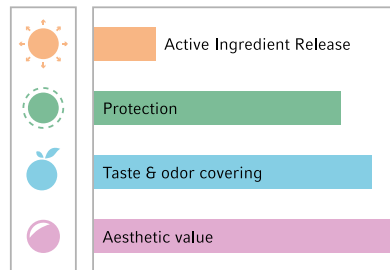 Active Ingredient Release
Protection
Taste & odor covering
Aesthetic value